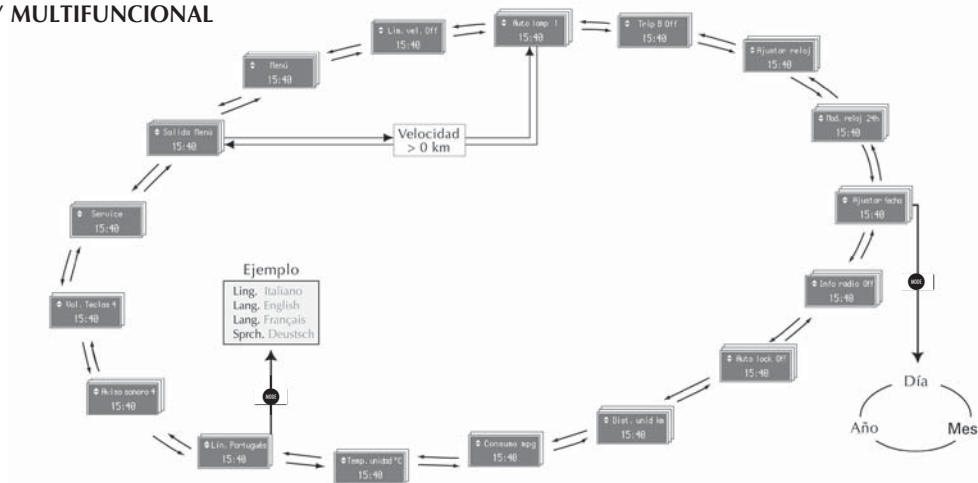 Y MULTIFUNCIONAL
Lim. vel. Off
15:40
Auto lamp 1
15:40
Trip B Off
15:40
Ajustar reloj
15:40
Mod. reloj 24h
15:40
Ajustar fecha
15:40
MODE
Día
Año
Mes
Info radio Off
15:40
Auto lock Off
15:40
Dist. unid km
15:40
Consumo mpg
15:40
Temp. unidad °C
15:40
Lin. Portugués
15:40
MODE
Ejemplo
Ling. Italiano
Lang. English
Lang. Français
Sprch. Deustsch
Aviso sonoro 4
15:40
Vol. Teclas 4
15:40
Service
15:40
Salida Menú
15:40
Menú
15:40
Velocidad
> 0 km